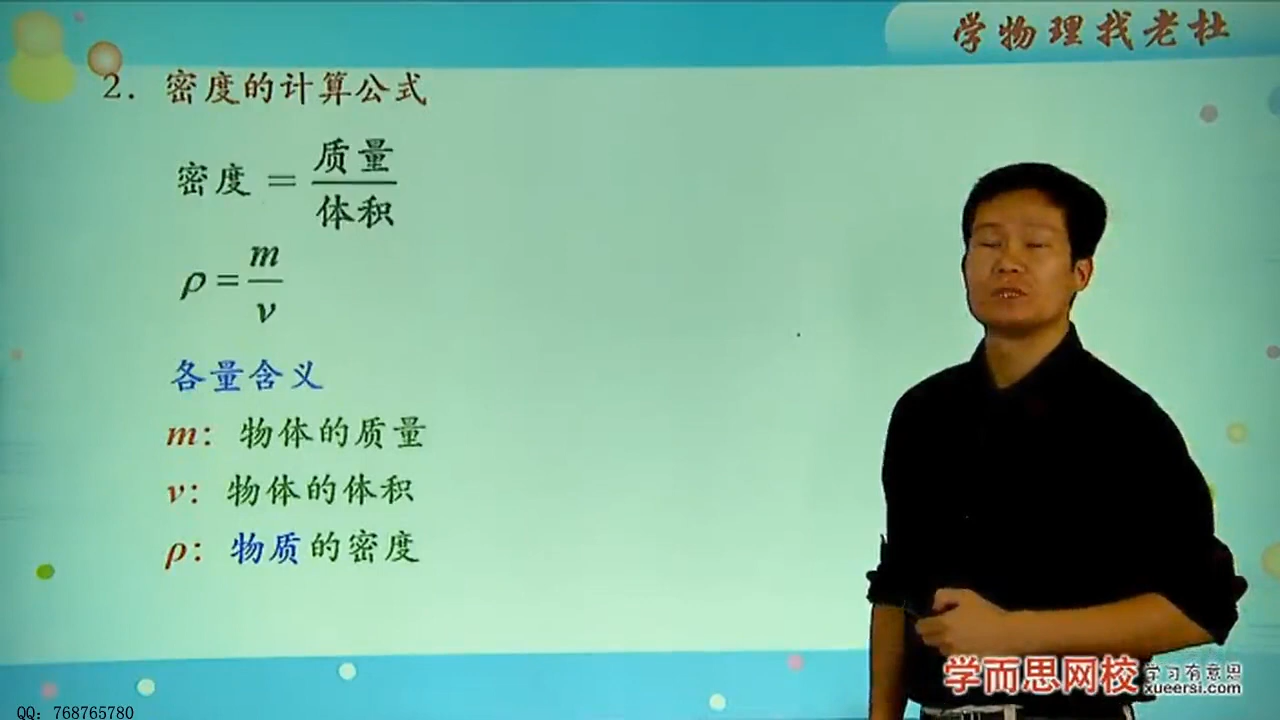 学物理找老杜
2. 密度的计算公式
密度 = 质量/体积
ρ = m/v
各量含义
m: 物体的质量
v: 物体的体积
ρ: 物质的密度
学而思网校 学习有意思
xueersi.com
QQ: 768765780